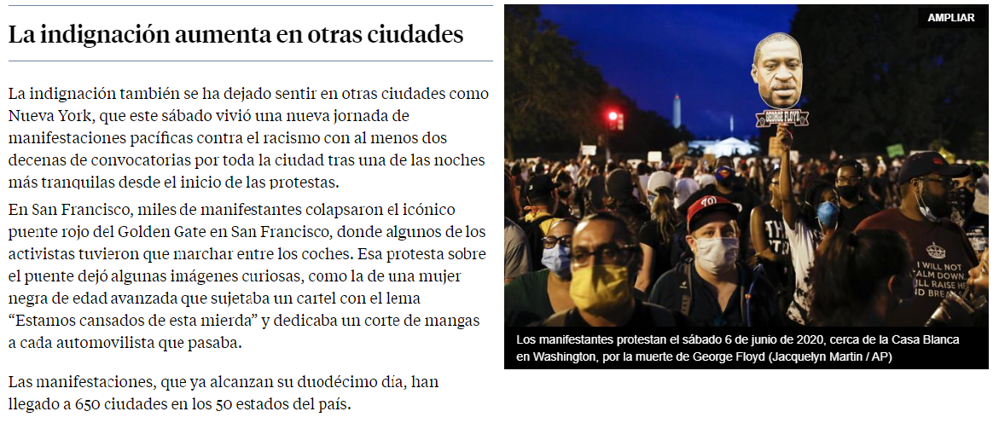 La indignación aumenta en otras ciudades
La indignación también se ha dejado sentir en otras ciudades como
Nueva York, que este sábado vivió una nueva jornada de
manifestaciones pacíficas contra el racismo con al menos dos
decenas de convocatorias por toda la ciudad tras una de las noches
más tranquilas desde el inicio de las protestas.
En San Francisco, miles de manifestantes colapsaron el icónico
puente rojo del Golden Gate en San Francisco, donde algunos de los
activistas tuvieron que marchar entre los coches. Esa protesta sobre
el puente dejó algunas imágenes curiosas, como la de una mujer
negra de edad avanzada que sujetaba un cartel con el lema
“Estamos cansados de esta mierda” y dedicaba un corte de mangas
a cada automovilista que pasaba.
Las manifestaciones, que ya alcanzan su duodécimo día, han
llegado a 650 ciudades en los 50 estados del país.
AMPLIAR
GEORGE FLOYD
THE
I WILL NOT
CALM DOWN
RAISE HE
ND BREA
Los manifestantes protestan el sábado 6 de junio de 2020, cerca de la Casa Blanca
en Washington, por la muerte de George Floyd (Jacquelyn Martin / AP)